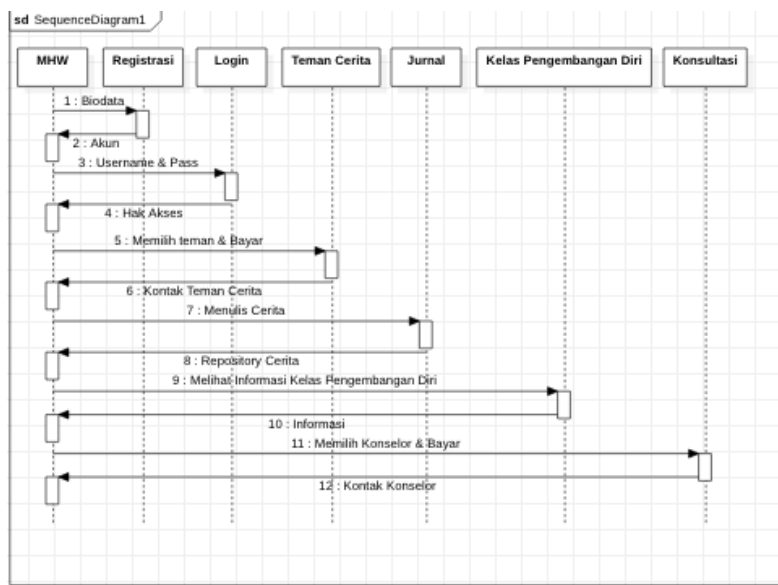 sd SequenceDiagram1
MHW
Registrasi
Login
Teman Cerita
Jurnal
Kelas Pengembangan Diri
Konsultasi
1 : Biodata
2 : Akun
3 : Username & Pass
4 : Hak Akses
5 : Memilih teman & Bayar
6 : Kontak Teman Cerita
7 : Menulis Cerita
8 : Repository Cerita
9 : Melihat Informasi Kelas Pengembangan Diri
10 : Informasi
11 : Memilih Konselor & Bayar
12 : Kontak Konselor